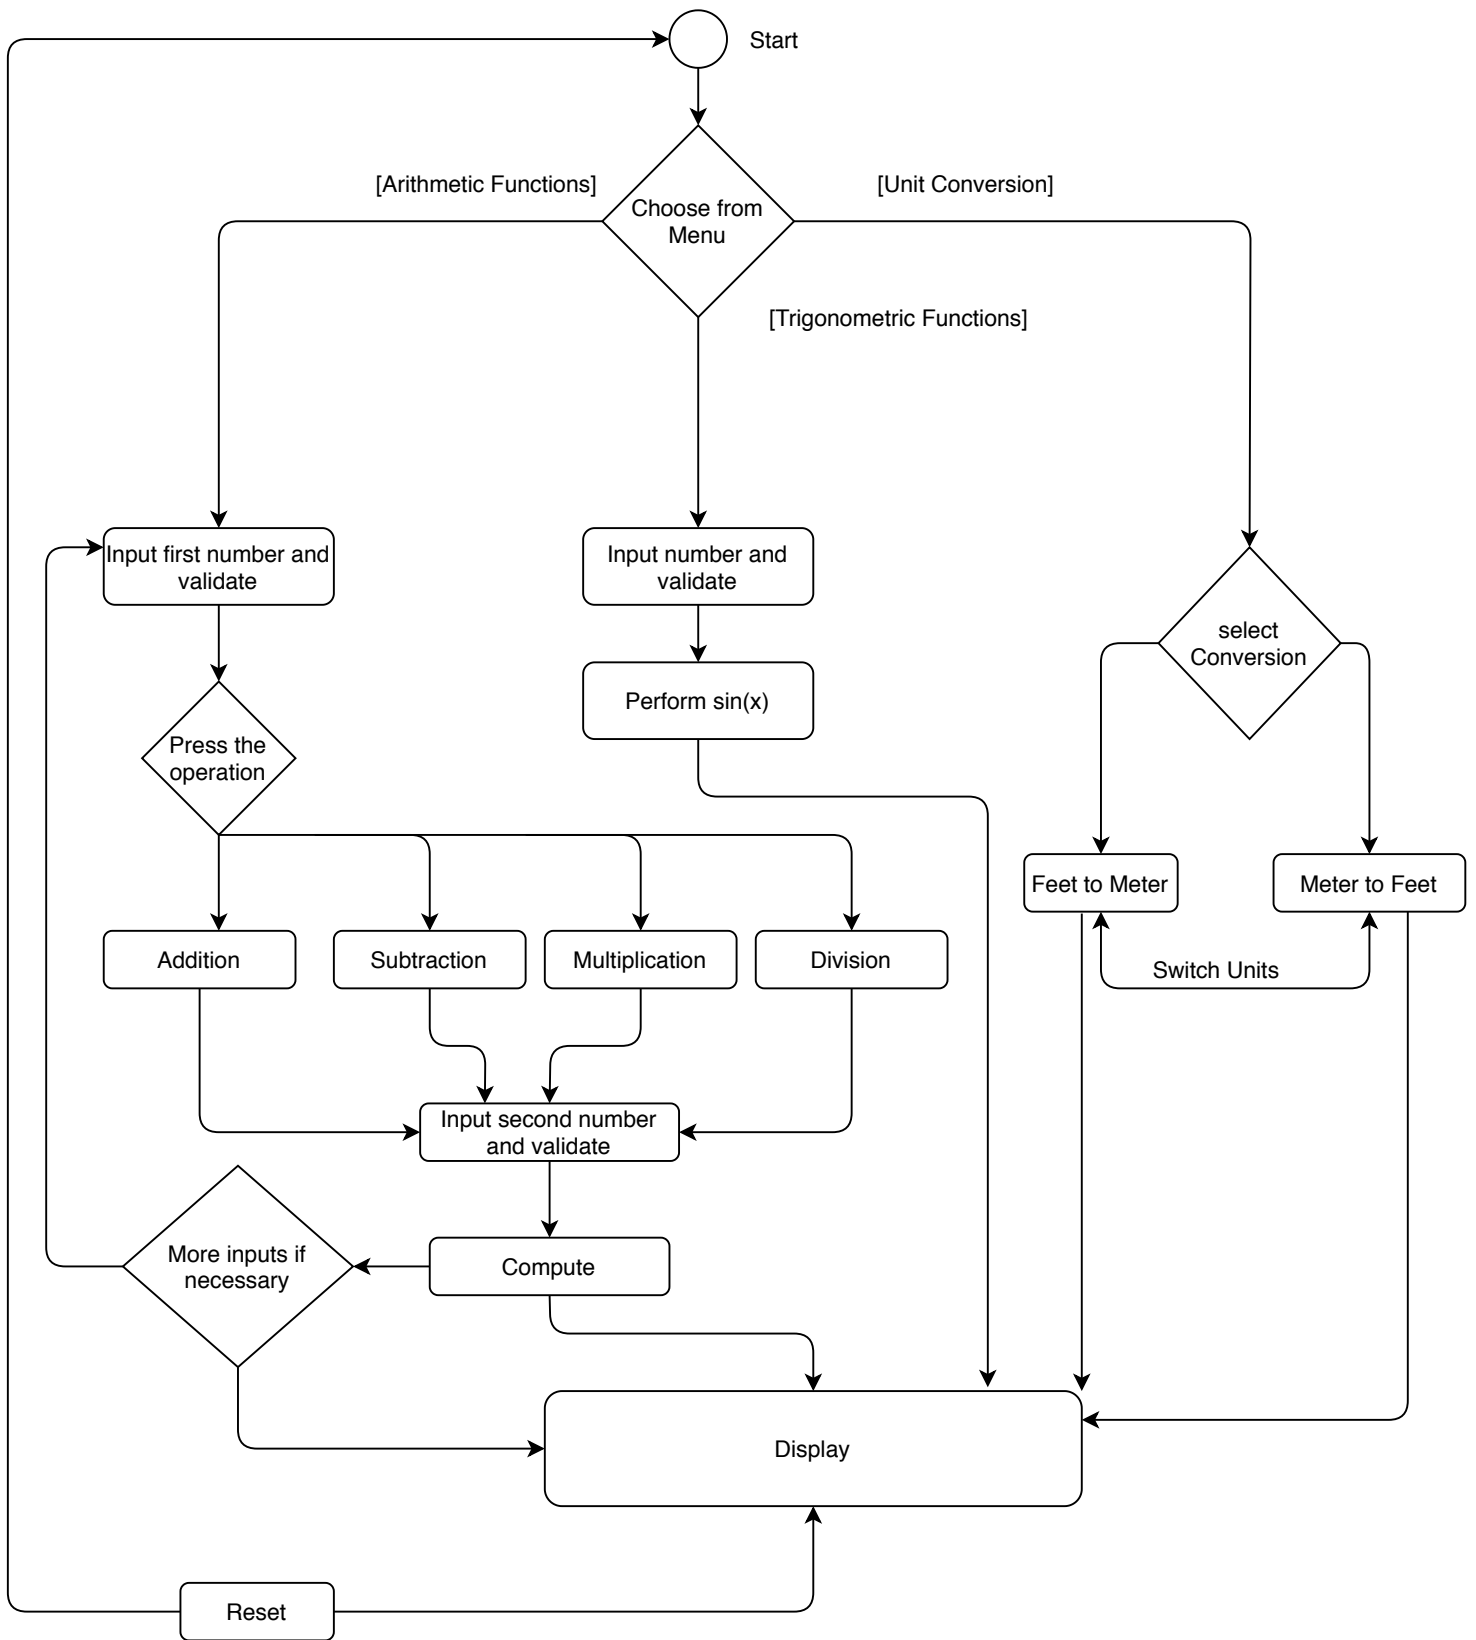 Start
[Arithmetic Functions]
[Unit Conversion]
Choose from
Menu
[Trigonometric Functions]
Input first number and
validate
Input number and
validate
select
Conversion
Perform sin(x)
Press the
operation
Feet to Meter
Meter to Feet
Addition
Subtraction
Multiplication
Division
Switch Units
Input second number
and validate
More inputs if
necessary
Compute
Display
Reset